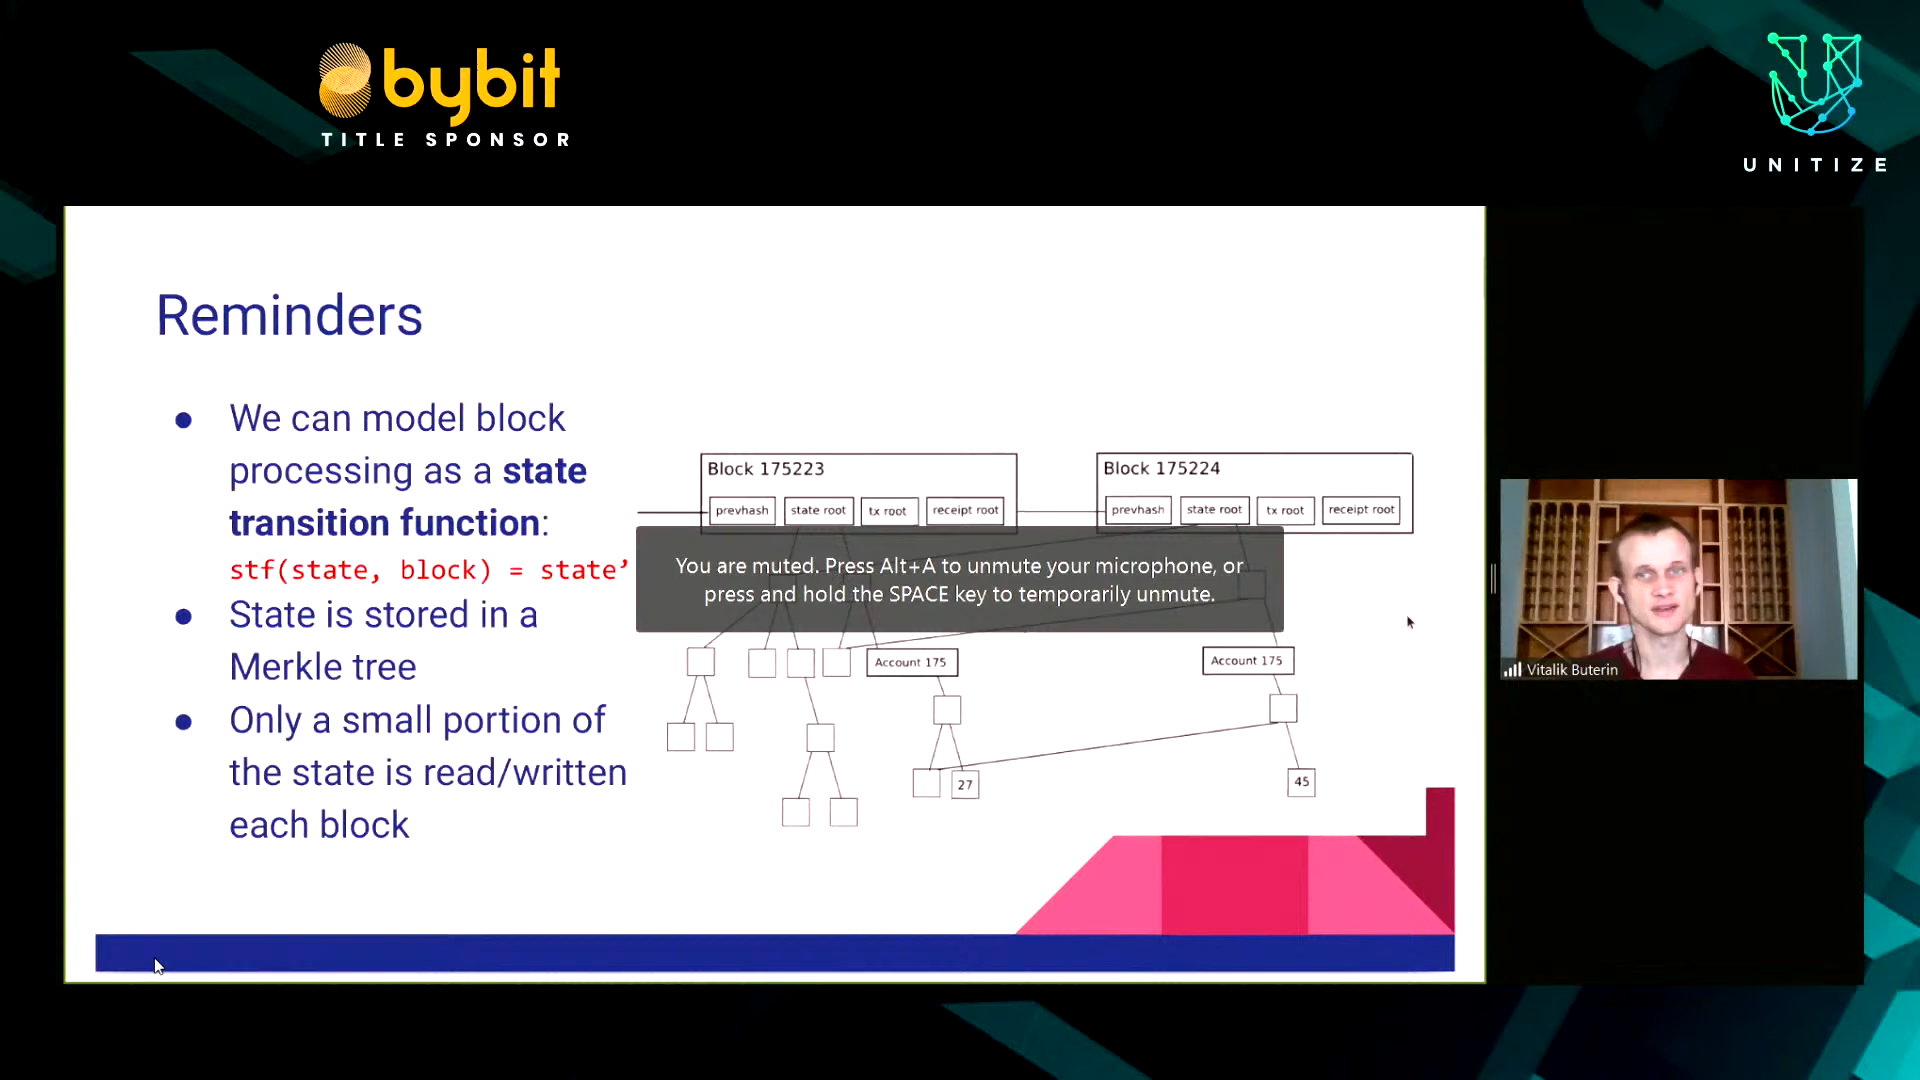 bybit
TITLE SPONSOR
UNITIZE
Reminders
● We can model block
processing as a state
transition function:
stf(state, block) = state’
● State is stored in a
Merkle tree
● Only a small portion of
the state is read/written
each block
Block 175223
prevhash
state root
tx root
receipt root
Block 175224
prevhash
state root
tx root
receipt root
You are muted. Press Alt+A to unmute your microphone, or
press and hold the SPACE key to temporarily unmute.
Account 175
Account 175
27
45
Vitalik Buterin